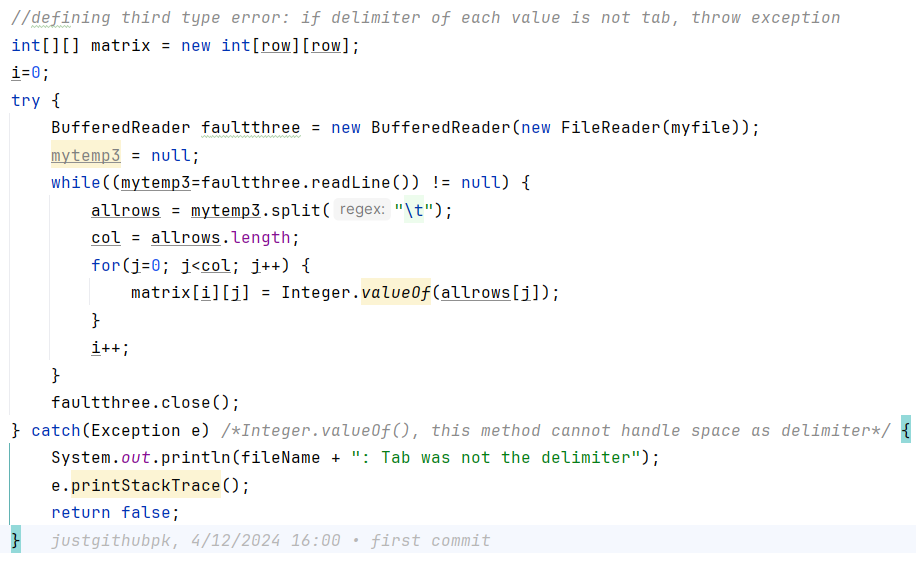 //defining third type error: if delimiter of each value is not tab, throw exception
int[][] matrix = new int[row][row];
i=0;
try {
    BufferedReader faultthree = new BufferedReader(new FileReader(myfile));
    mytemp3 = null;
    while((mytemp3=faultthree.readLine()) != null) {
        allrows = mytemp3.split( regex: "\t");
        col = allrows.length;
        for(j=0; j<col; j++) {
            matrix[i][j] = Integer.valueOf(allrows[j]);
        }
        i++;
    }
    faultthree.close();
} catch(Exception e) /*Integer.valueOf(), this method cannot handle space as delimiter*/ {
    System.out.println(fileName + ": Tab was not the delimiter");
    e.printStackTrace();
    return false;
}   justgithubpk, 4/12/2024 16:00 • first commit